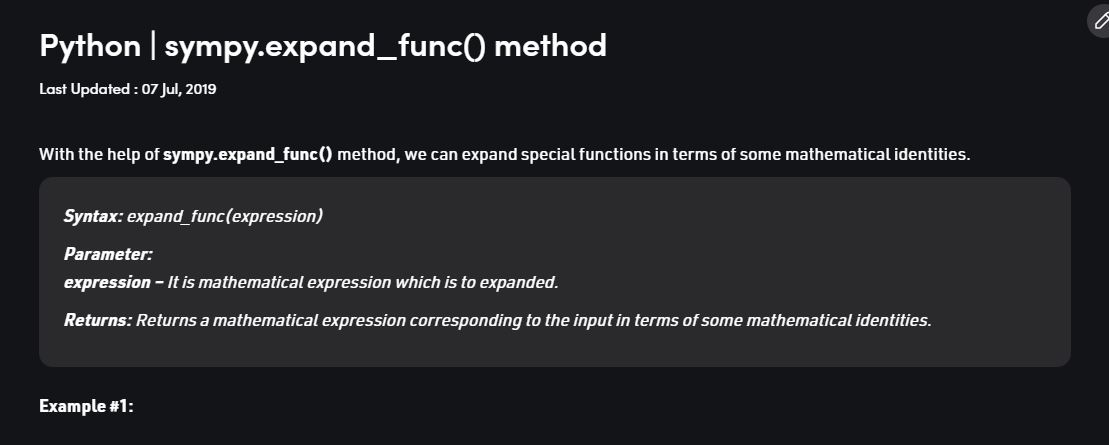 Python | sympy.expand_func() method
Last Updated : 07 Jul, 2019
With the help of sympy.expand_func() method, we can expand special functions in terms of some mathematical identities.
Syntax: expand_func(expression)
Parameter:
expression – It is mathematical expression which is to expanded.
Returns: Returns a mathematical expression corresponding to the input in terms of some mathematical identities.
Example #1: